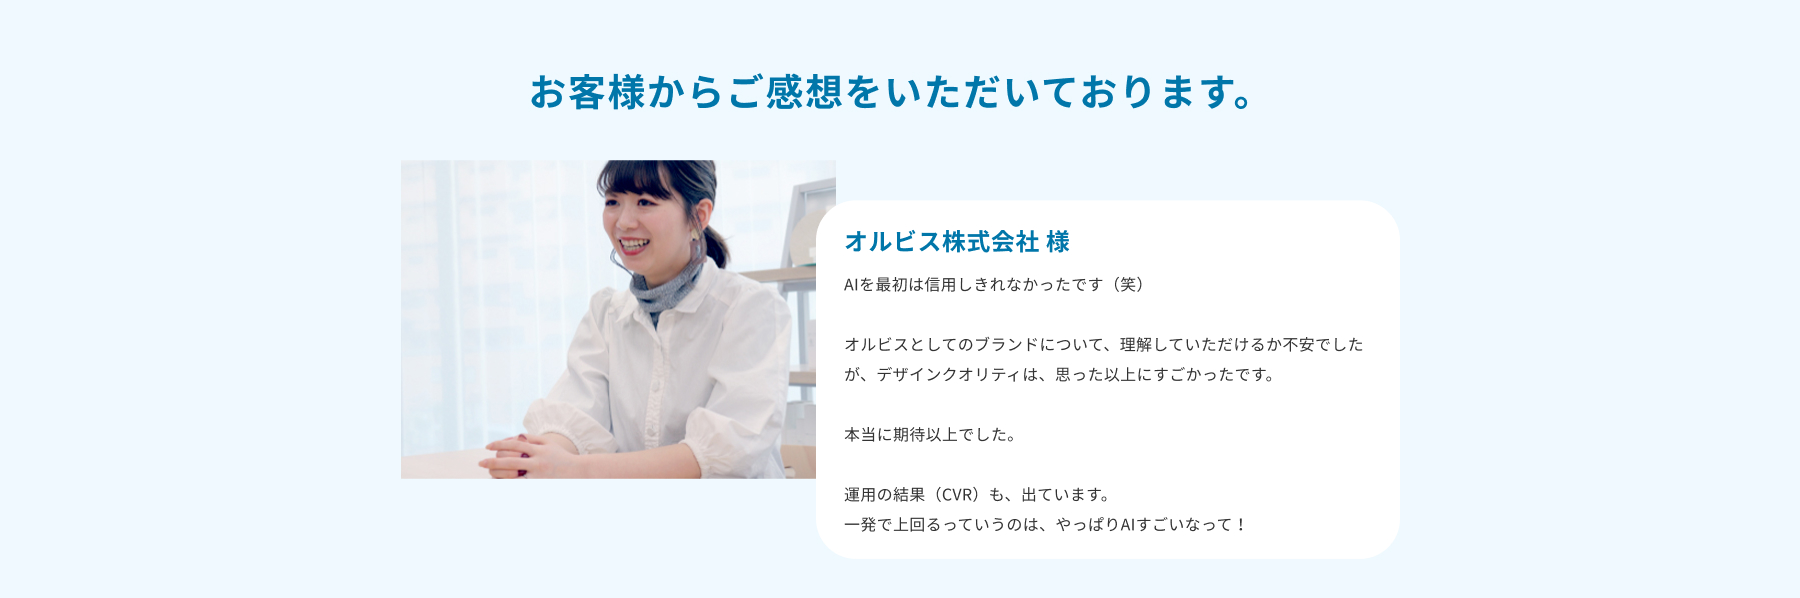 お客様からご感想をいただいております。
オルビス株式会社 様
AIを最初は信用しきれなかったです（笑）
オルビスとしてのブランドについて、理解していただけるか不安でした
が、デザインクオリティは、思った以上にすごかったです。
本当に期待以上でした。
運用の結果（CVR）も、出ています。
一発で上回るっていうのは、やっぱりAIすごいなって！